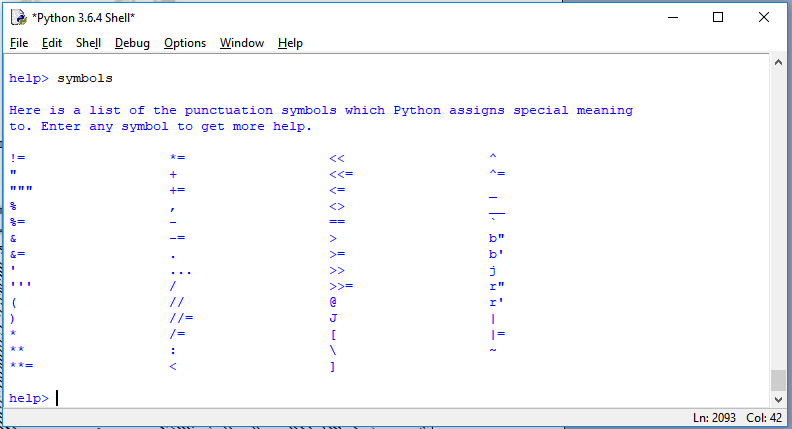 *Python 3.6.4 Shell*
File Edit Shell Debug Options Window Help
help> symbols
Here is a list of the punctuation symbols which Python assigns special meaning
to. Enter any symbol to get more help.
!= *= << ^
" + <<= ^=
""" += <= _
% , <> __
%= - == `
& -= > b"
&= . >= b'
' ... >> j
''' / >>= r"
( // @ r'
) //= J |
* /= [ |=
** : \ ~
**= < ]
help>
Ln: 2093 Col: 42